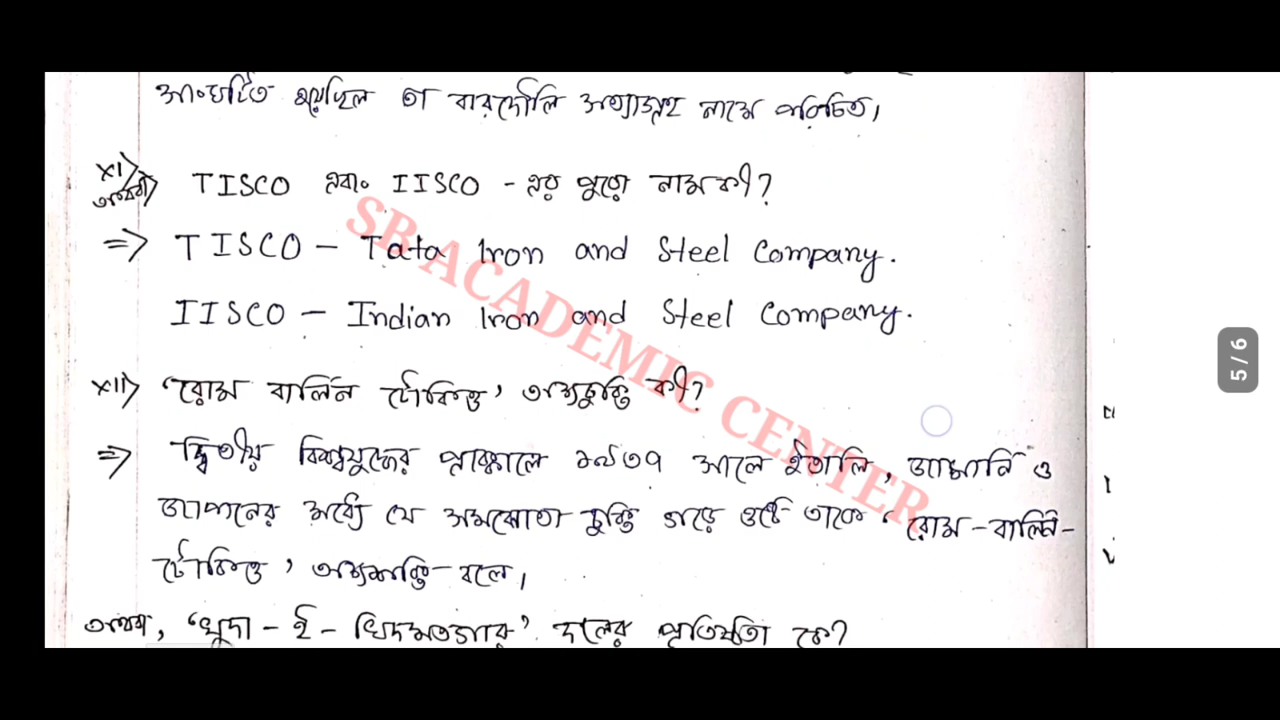 সংঘটিত হয়েছিল তা বারদৌলি সত্যাগ্রহ নামে পরিচিত।
XI) অথবা) TISCO এবং IISCO - এর পুরো নাম কী?
=> TISCO - Tata Iron and Steel Company.
IISCO - Indian Iron and Steel Company.
XII) 'রোম বার্লিন টোকিও' অক্ষচুক্তি কী?
=> দ্বিতীয় বিশ্বযুদ্ধের প্রাক্কালে ১৯৩৭ সালে ইতালি, জার্মানি ও
জাপানের মধ্যে যে সমঝোতা চুক্তি গড়ে ওঠে তাকে 'রোম-বার্লিন-
টোকিও' অক্ষশক্তি বলে।
অথবা, 'খুদা-ই-খিদমতগার' দলের প্রতিষ্ঠাতা কে?
SB ACADEMIC CENTER
5 / 6